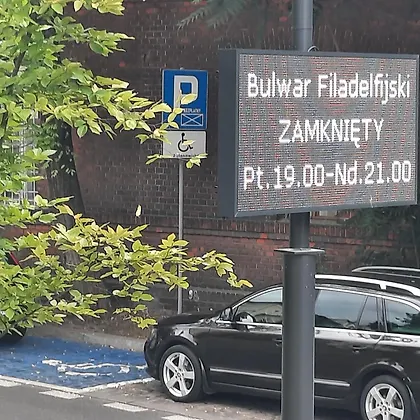 Bulwar Filadelfijski
ZAMKNIĘTY
Pt.19.00-Nd.21.00
P